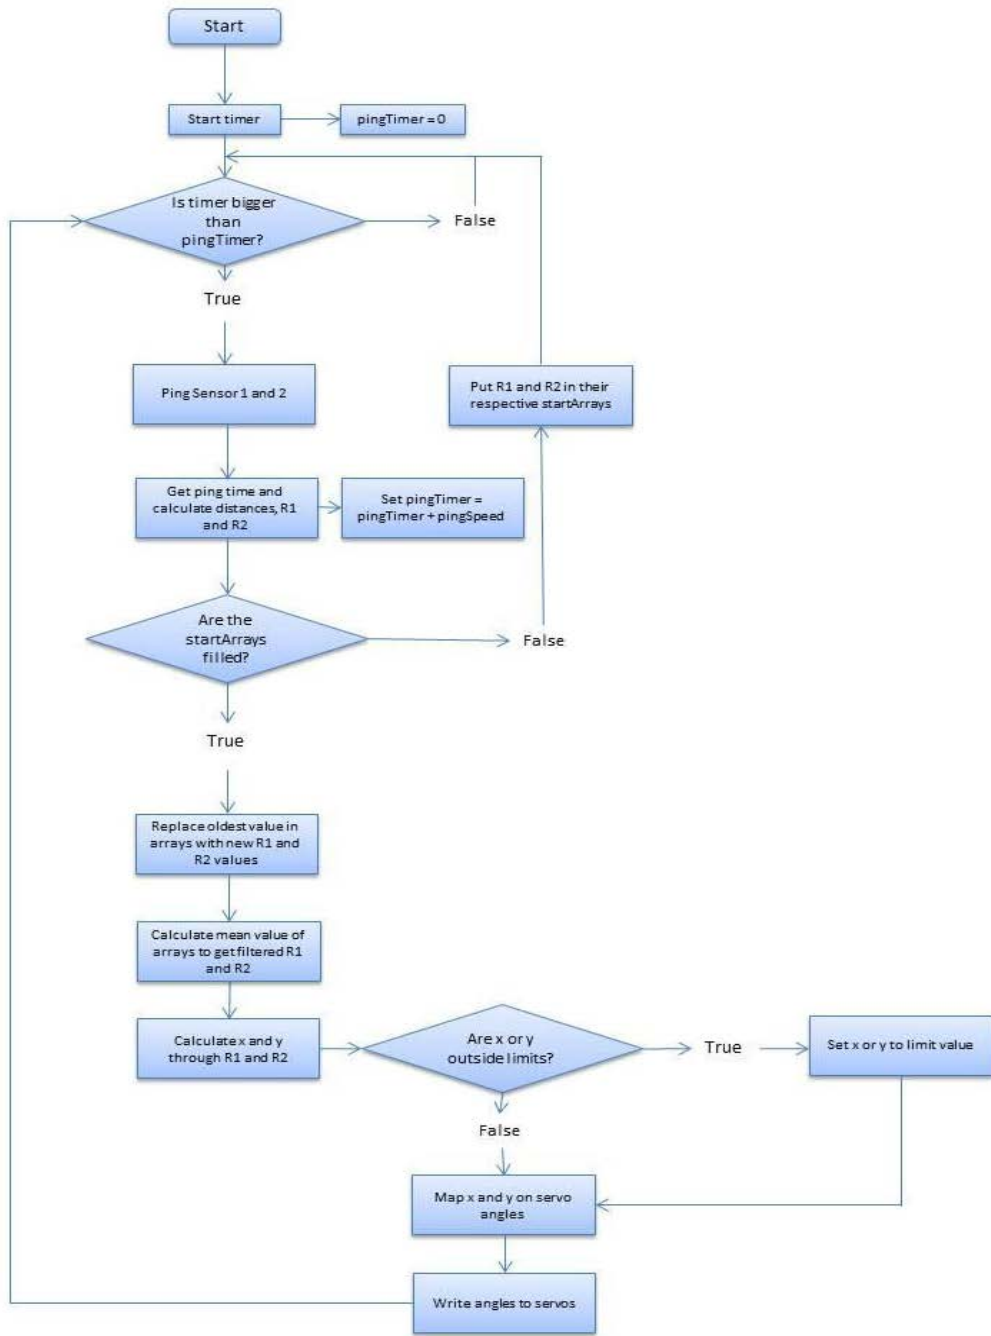 Start
Start timer
pingTimer = 0
Is timer bigger
than
pingTimer?
False
True
Ping Sensor 1 and 2
Put R1 and R2 in their
respective startArrays
Get ping time and
calculate distances, R1
and R2
Set pingTimer =
pingTimer + pingSpeed
Are the
startArrays
filled?
False
True
Replace oldest value in
arrays with new R1 and
R2 values
Calculate mean value of
arrays to get filtered R1
and R2
Calculate x and y
through R1 and R2
Are x or y
outside limits?
True
Set x or y to limit value
False
Map x and y on servo
angles
Write angles to servos